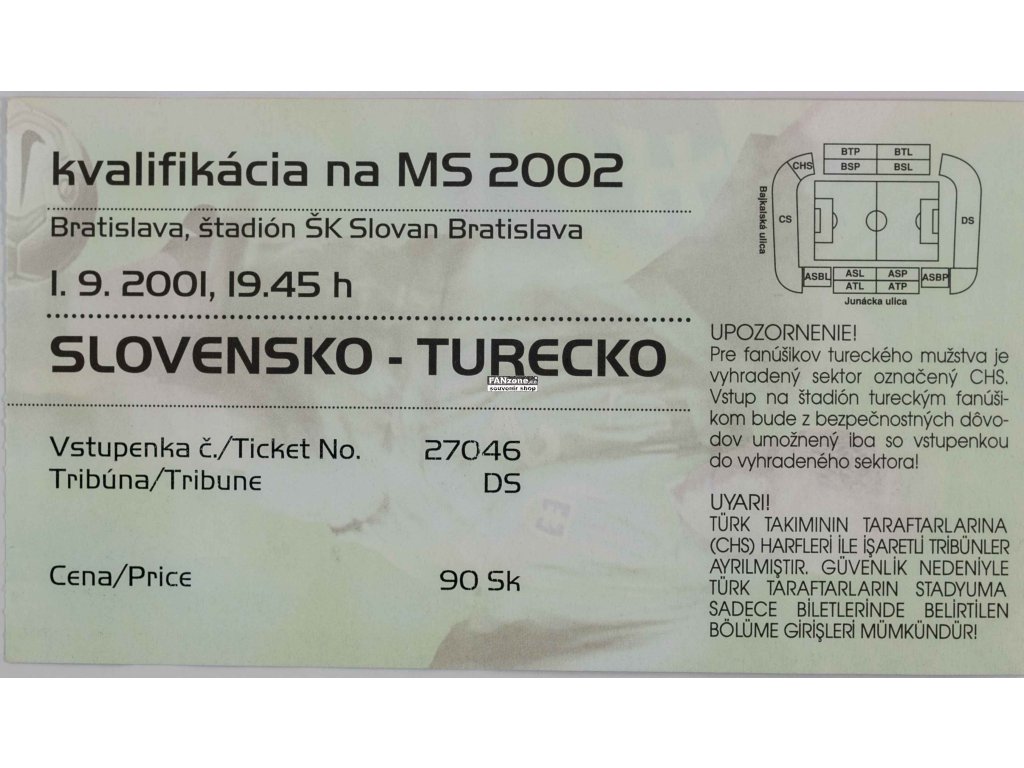 kvalifikácia na MS 2002
Bratislava, štadión ŠK Slovan Bratislava
1. 9. 2001, 19.45 h
SLOVENSKO - TURECKO
FANzone.cz
souvenir shop
Vstupenka č./Ticket No. 27046
Tribúna/Tribune DS
Cena/Price 90 Sk
BTP BTL
CHS BSP BSL
Bajkalská ulica
CS DS
ASBL ASL ASP ASBP
ATL ATP
Junácka ulica
UPOZORNENIE!
Pre fanúšikov tureckého mužstva je
vyhradený sektor označený CHS.
Vstup na štadión tureckým fanúši-
kom bude z bezpečnostných dôvo-
dov umožnený iba so vstupenkou
do vyhradeného sektora!
UYARI!
TÜRK TAKIMININ TARAFTARLARINA
(CHS) HARFLERİ İLE İŞARETLİ TRİBÜNLER
AYRILMIŞTIR. GÜVENLİK NEDENİYLE
TÜRK TARAFTARLARIN STADYUMA
SADECE BİLETLERİNDE BELİRTİLEN
BÖLÜME GİRİŞLERİ MÜMKÜNDÜR!